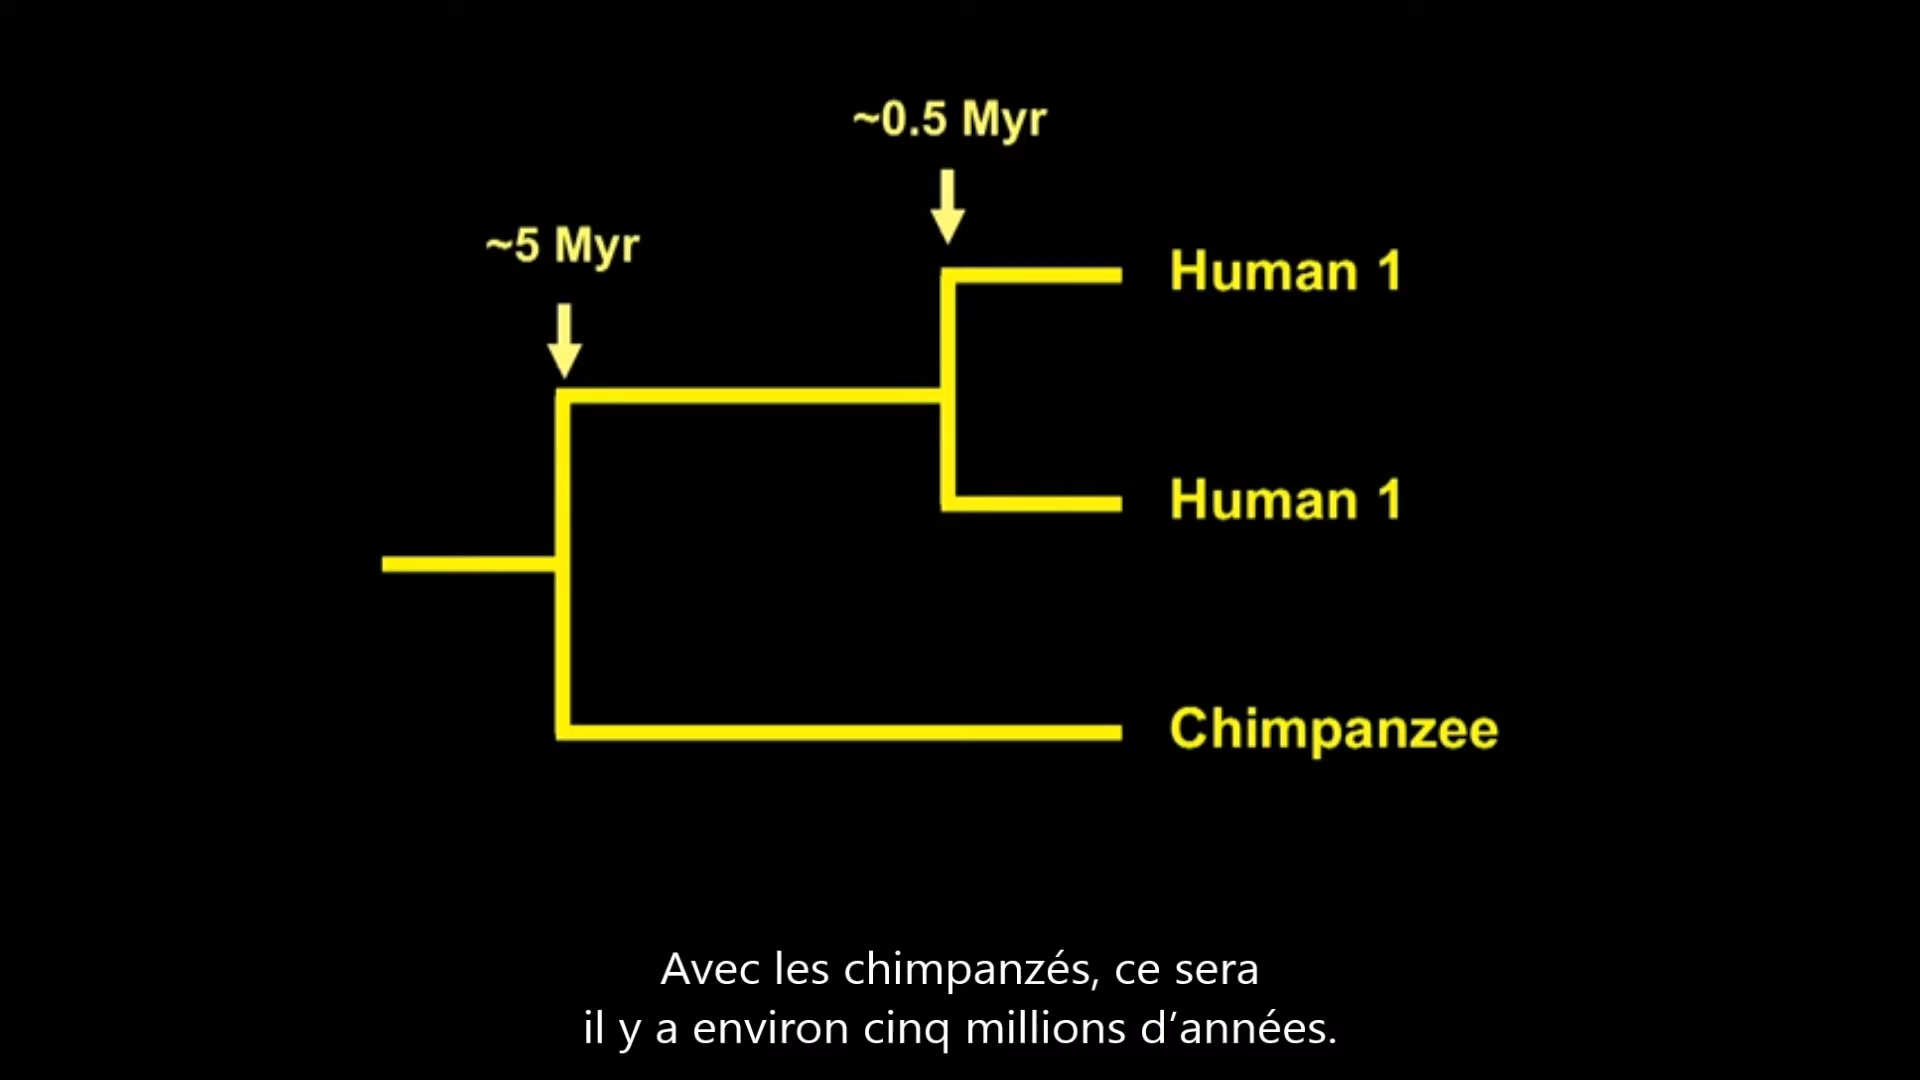 ~0.5 Myr
~5 Myr
Human 1
Human 1
Chimpanzee
Avec les chimpanzés, ce sera
il y a environ cinq millions d’années.